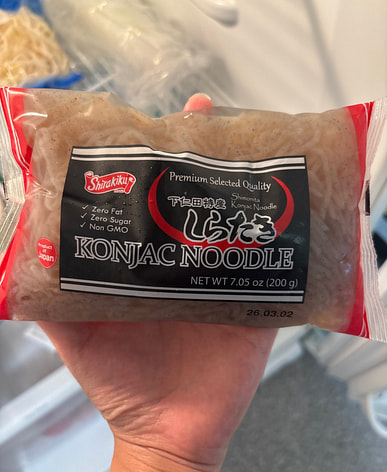 Shirakiku
Premium Selected Quality
下仁田特産
Shimonita
Konjac Noodle
しらたき
✓ Zero Fat
✓ Zero Sugar
✓ Non GMO
Product of
Japan
KONJAC NOODLE
NET WT 7.05 oz (200 g)
26.03.02